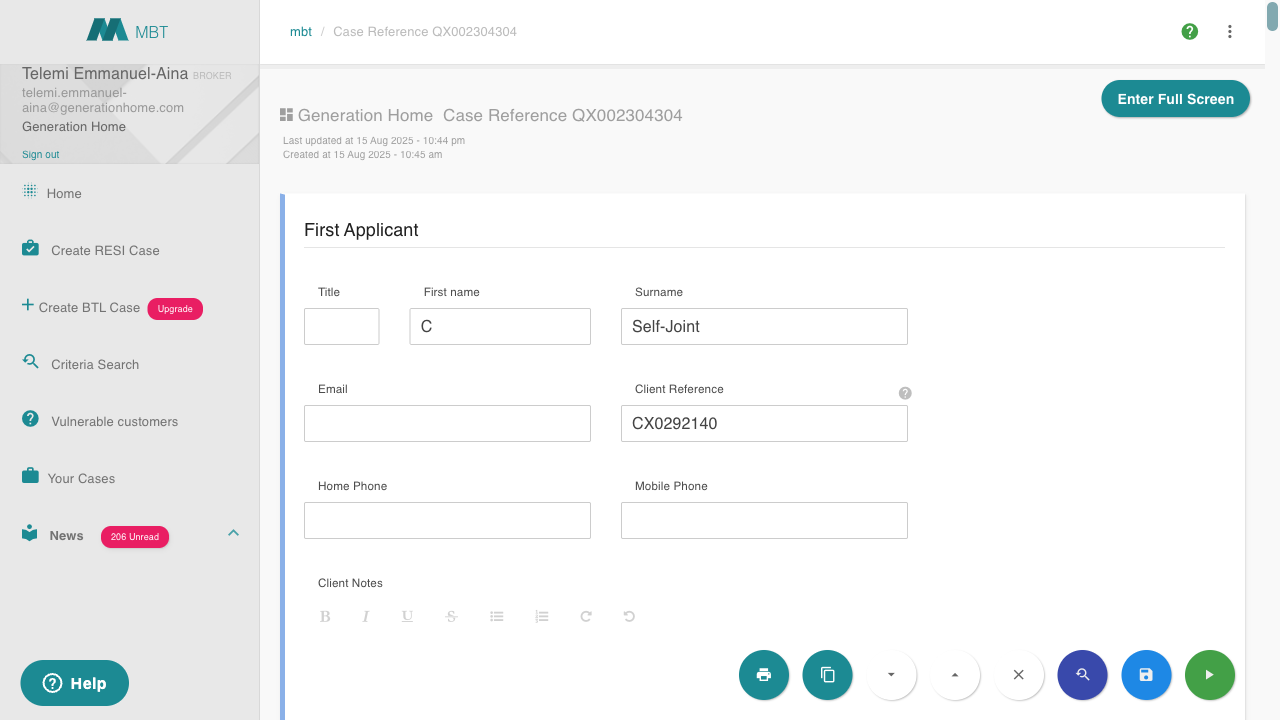 MBT
Telemi Emmanuel-Aina BROKER
telemi.emmanuel-
aina@generationhome.com
Generation Home
Sign out
Home
Create RESI Case
Create BTL Case Upgrade
Criteria Search
Vulnerable customers
Your Cases
News 206 Unread
Help
mbt / Case Reference QX002304304
Enter Full Screen
Generation Home Case Reference QX002304304
Last updated at 15 Aug 2025 - 10:44 pm
Created at 15 Aug 2025 - 10:45 am
First Applicant
Title First name Surname
C Self-Joint
Email Client Reference
CX0292140
Home Phone Mobile Phone
Client Notes
B I U S